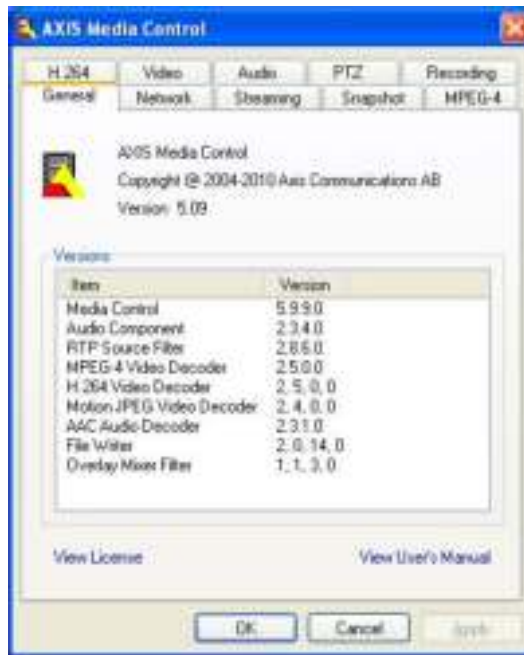 AXIS Media Control
H.264 Video Audio PTZ Recording
General Network Streaming Snapshot MPEG-4
AXIS Media Control
Copyright @ 2004-2010 Axis Communications AB
Version 5.09
Versions
Item Version
Media Control 5.9.9.0
Audio Component 2.3.4.0
RTP Source Filter 2.8.6.0
MPEG-4 Video Decoder 2.5.0.0
H.264 Video Decoder 2, 5, 0, 0
Motion JPEG Video Decoder 2, 4, 0, 0
AAC Audio Decoder 2.3.1.0
File Writer 2, 0, 14, 0
Overlay Mixer Filter 1, 1, 3, 0
View License View User's Manual
OK Cancel Apply